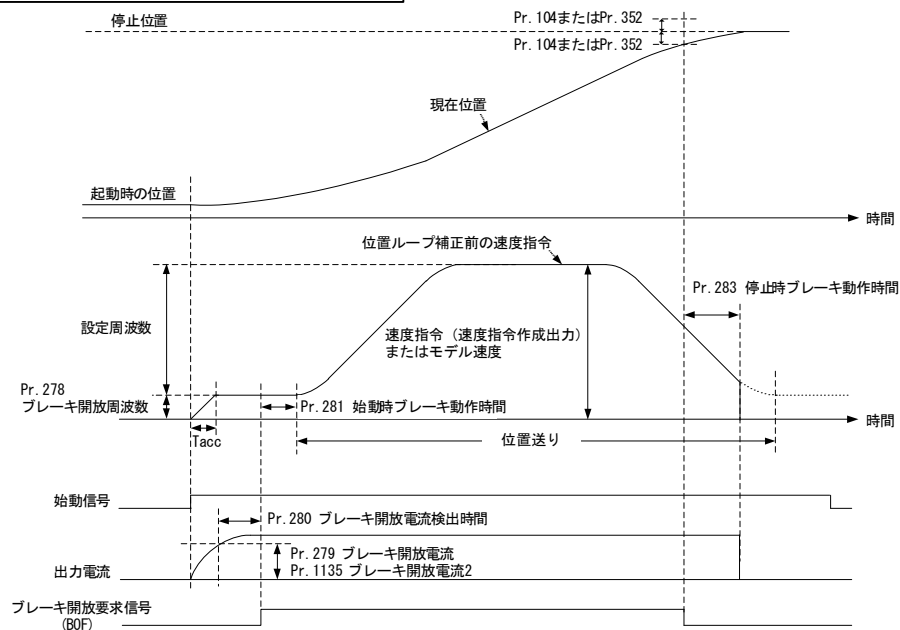 停止位置
Pr.104またはPr.352
Pr.104またはPr.352
現在位置
起動時の位置
時間
位置ループ補正前の速度指令
Pr.283 停止時ブレーキ動作時間
設定周波数
速度指令（速度指令作成出力）
またはモデル速度
Pr.278
ブレーキ開放周波数
Pr.281 始動時ブレーキ動作時間
時間
Tacc
位置送り
始動信号
Pr.280 ブレーキ開放電流検出時間
Pr.279 ブレーキ開放電流
Pr.1135 ブレーキ開放電流2
出力電流
ブレーキ開放要求信号
(BOF)